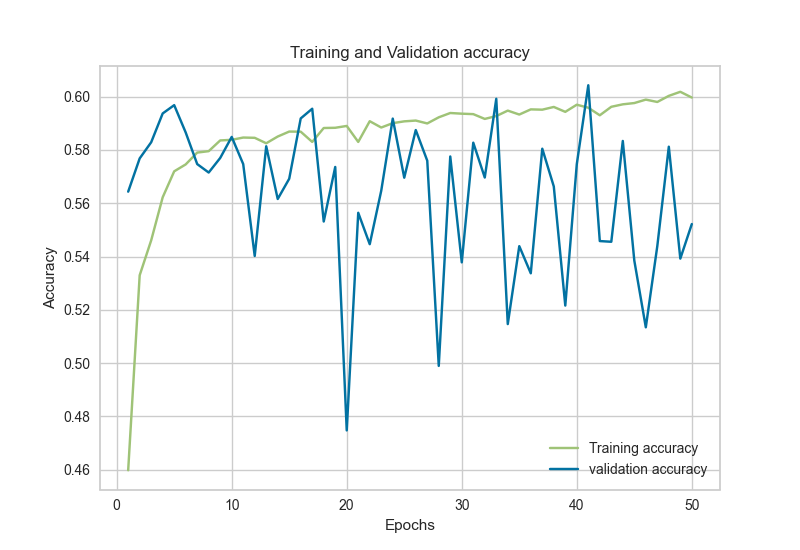 Training and Validation accuracy
0.60
0.58
0.56
0.54
0.52
0.50
0.48
0.46
Accuracy
Training accuracy
validation accuracy
0 10 20 30 40 50
Epochs